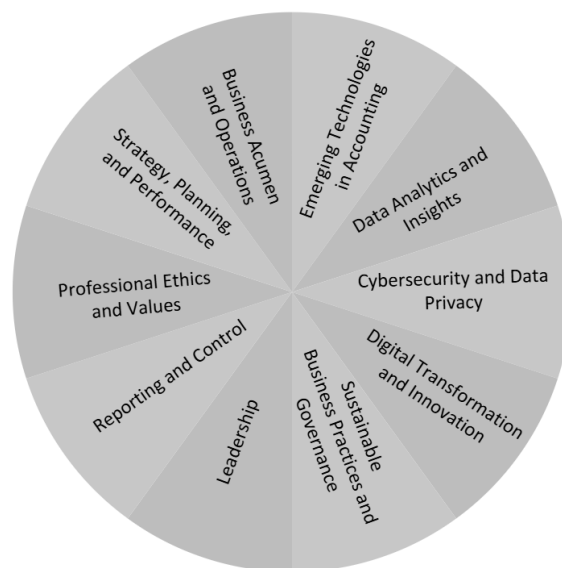 Emerging Technologies
in Accounting
Data Analytics and
Insights
Cybersecurity and Data
Privacy
Digital Transformation
and Innovation
Sustainable
Business Practices and
Governance
Leadership
Reporting and Control
Professional Ethics
and Values
Strategy, Planning,
and Performance
Business Acumen
and Operations